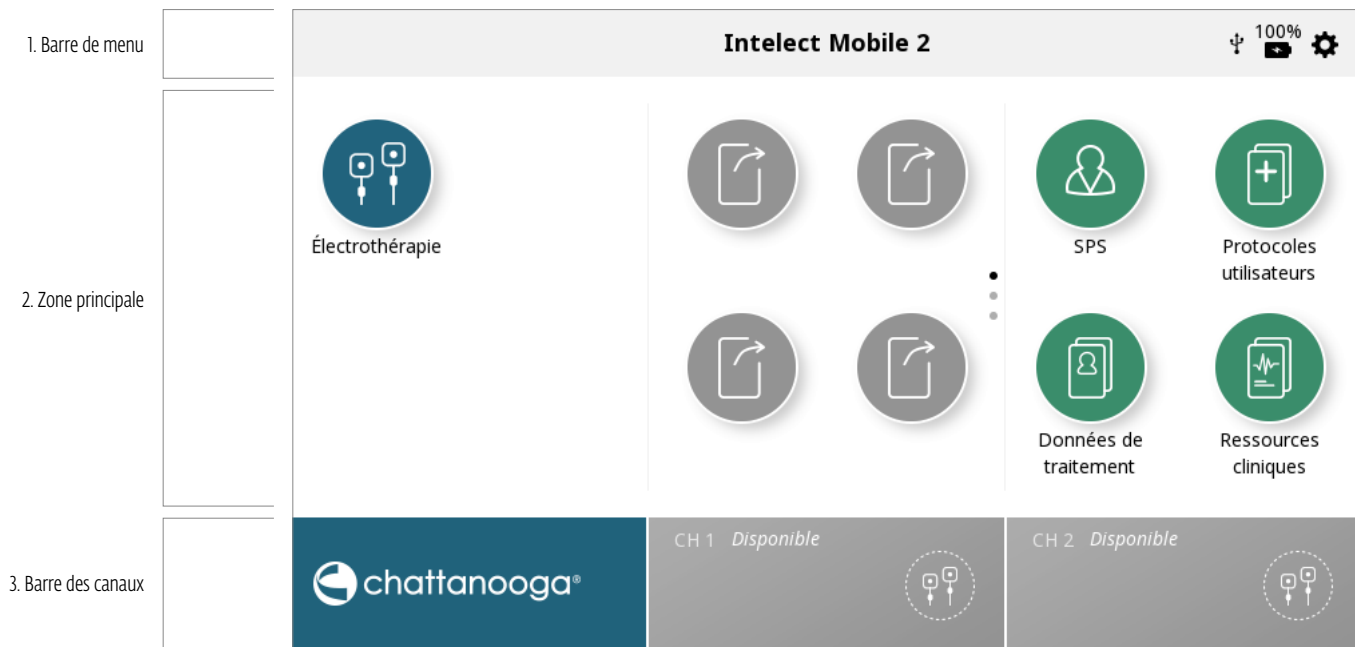 1. Barre de menu
Intelect Mobile 2
100%
Électrothérapie
SPS
Protocoles
utilisateurs
2. Zone principale
Données de
traitement
Ressources
cliniques
3. Barre des canaux
chattanooga®
CH 1 Disponible
CH 2 Disponible